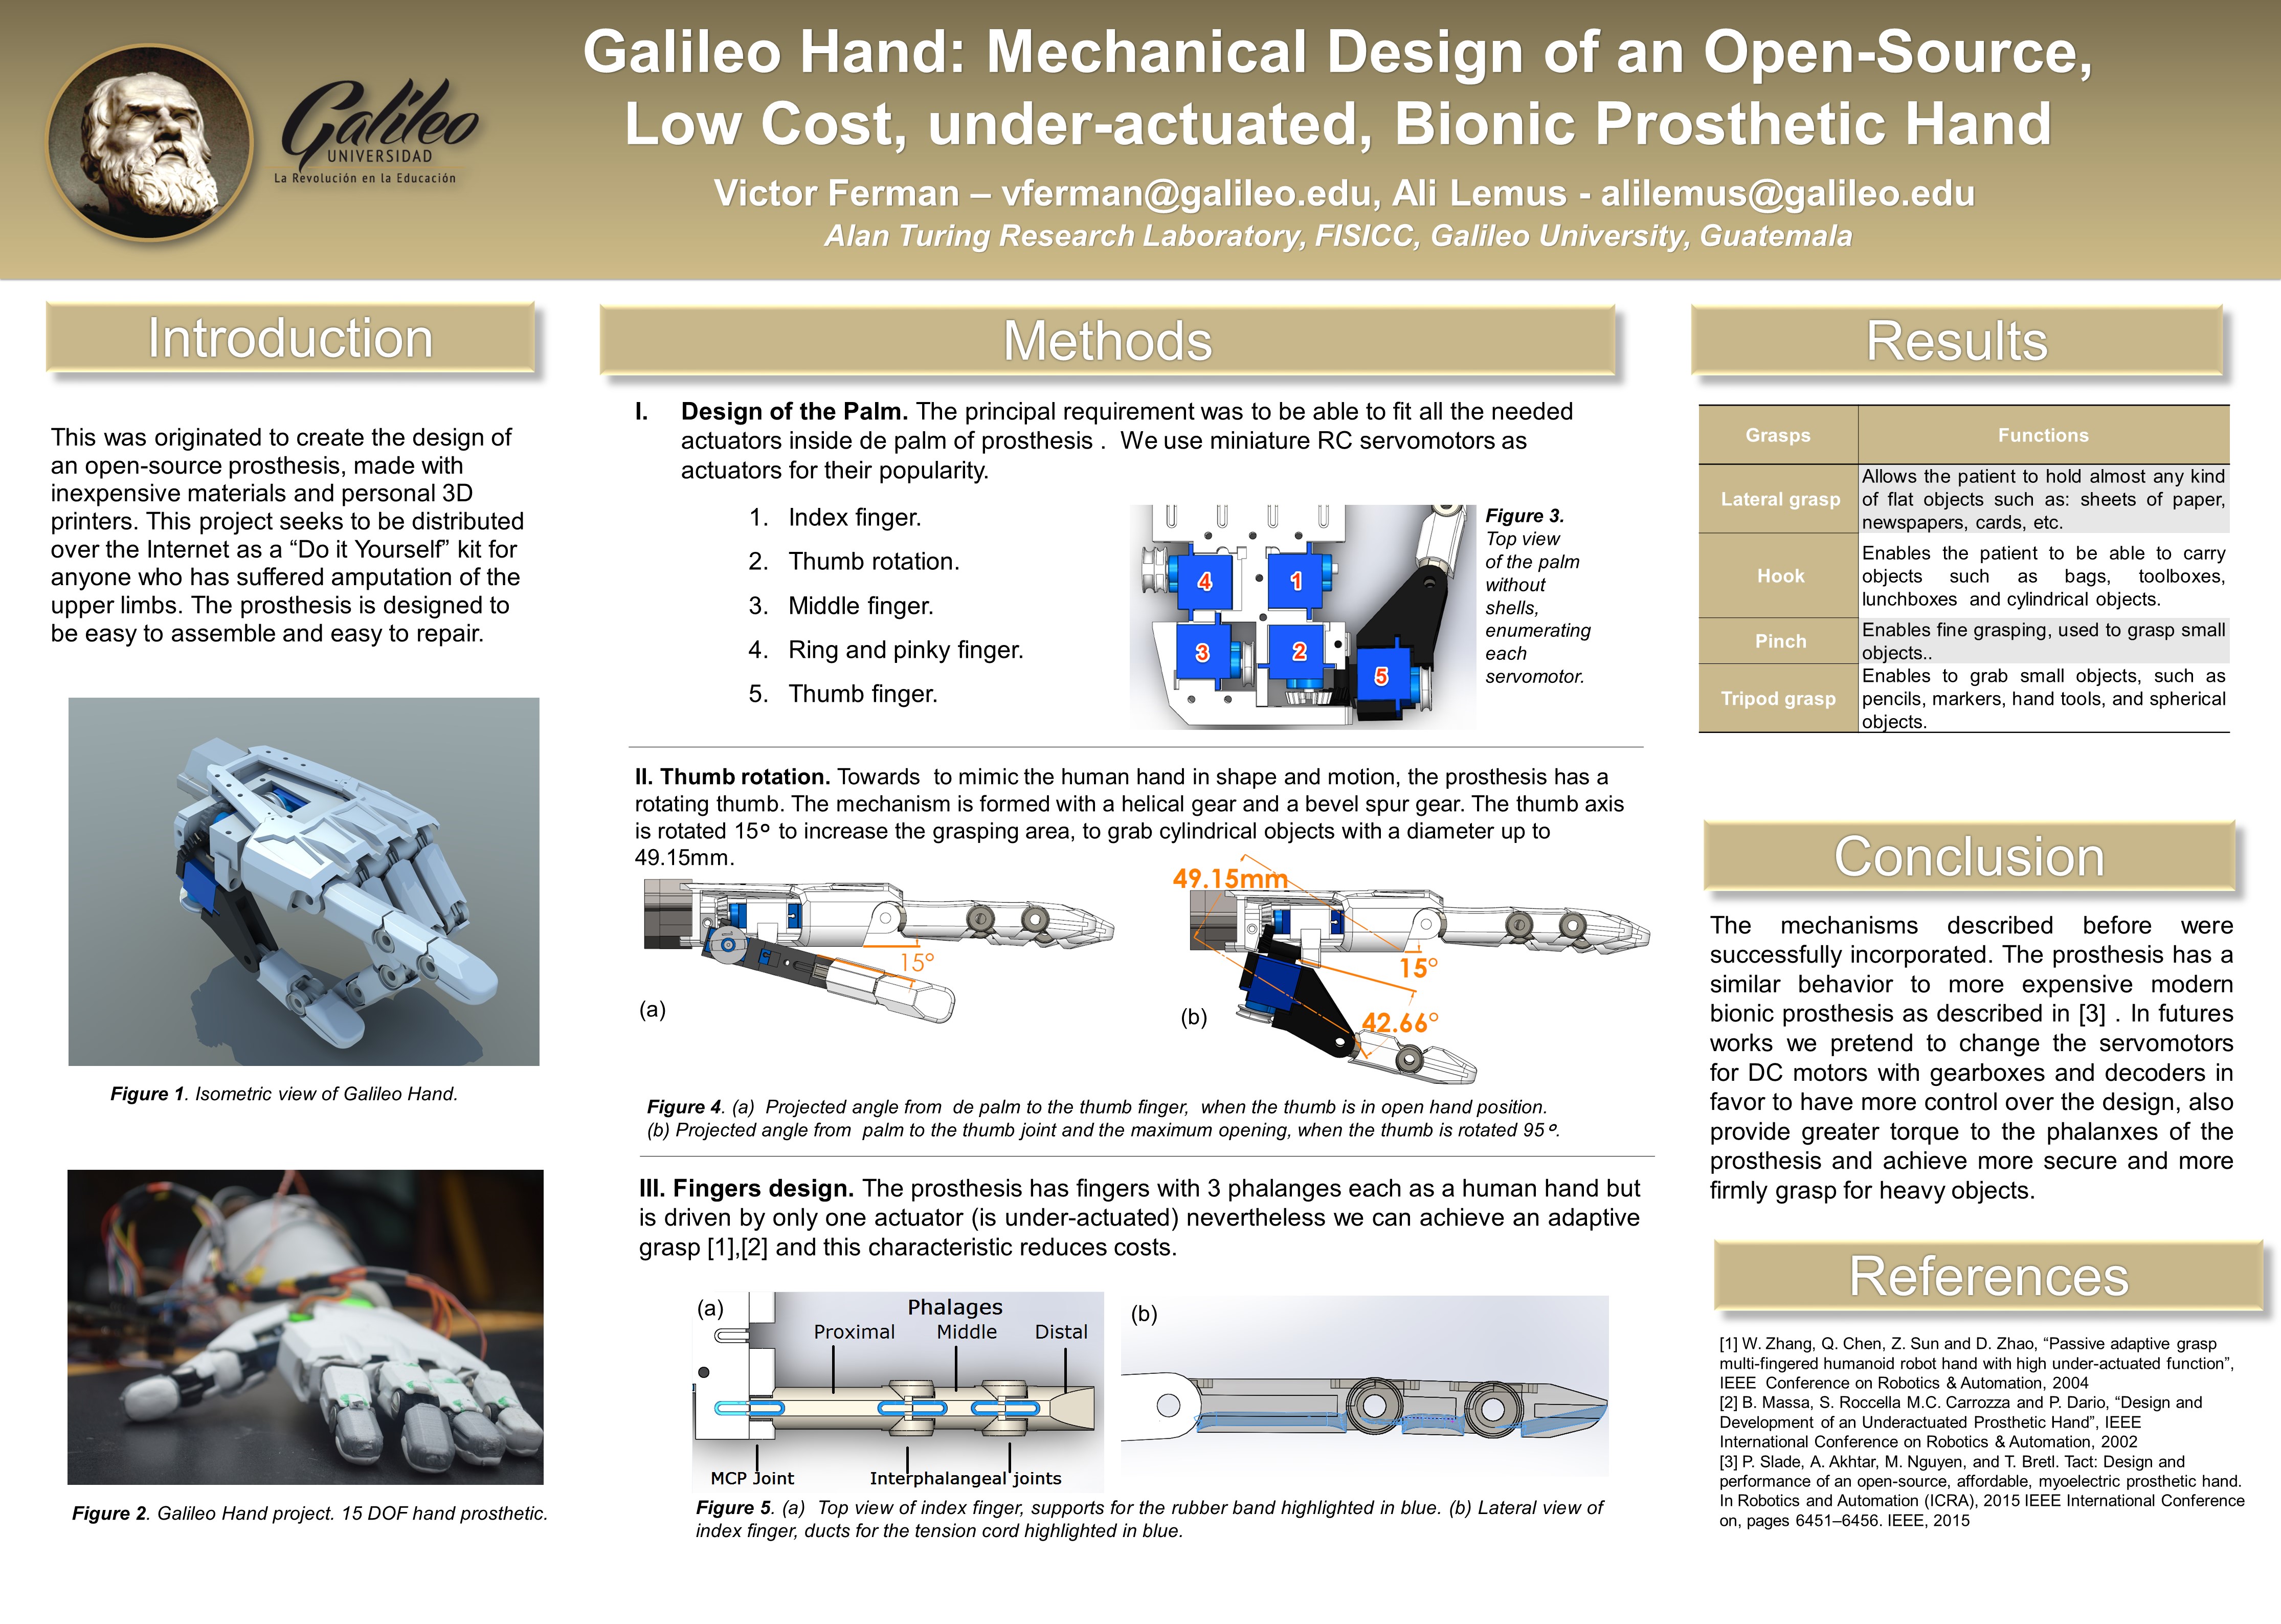 Galileo
UNIVERSIDAD
La Revolución en la Educación
Galileo Hand: Mechanical Design of an Open-Source,
Low Cost, under-actuated, Bionic Prosthetic Hand
Victor Ferman – vferman@galileo.edu, Ali Lemus - alilemus@galileo.edu
Alan Turing Research Laboratory, FISICC, Galileo University, Guatemala
Introduction
This was originated to create the design of
an open-source prosthesis, made with
inexpensive materials and personal 3D
printers. This project seeks to be distributed
over the Internet as a “Do it Yourself” kit for
anyone who has suffered amputation of the
upper limbs. The prosthesis is designed to
be easy to assemble and easy to repair.
Figure 1. Isometric view of Galileo Hand.
Figure 2. Galileo Hand project. 15 DOF hand prosthetic.
Methods
I. Design of the Palm. The principal requirement was to be able to fit all the needed
actuators inside de palm of prosthesis . We use miniature RC servomotors as
actuators for their popularity.
1. Index finger.
2. Thumb rotation.
3. Middle finger.
4. Ring and pinky finger.
5. Thumb finger.
4
1
3
2
5
Figure 3.
Top view
of the palm
without
shells,
enumerating
each
servomotor.
II. Thumb rotation. Towards to mimic the human hand in shape and motion, the prosthesis has a
rotating thumb. The mechanism is formed with a helical gear and a bevel spur gear. The thumb axis
is rotated 15º to increase the grasping area, to grab cylindrical objects with a diameter up to
49.15mm.
15°
(a)
49.15mm
15°
42.66°
(b)
Figure 4. (a) Projected angle from de palm to the thumb finger, when the thumb is in open hand position.
(b) Projected angle from palm to the thumb joint and the maximum opening, when the thumb is rotated 95º.
III. Fingers design. The prosthesis has fingers with 3 phalanges each as a human hand but
is driven by only one actuator (is under-actuated) nevertheless we can achieve an adaptive
grasp [1],[2] and this characteristic reduces costs.
(a)
Phalages
Proximal Middle Distal
MCP Joint Interphalangeal joints
(b)
Figure 5. (a) Top view of index finger, supports for the rubber band highlighted in blue. (b) Lateral view of
index finger, ducts for the tension cord highlighted in blue.
Results
Grasps Functions
Lateral grasp
Allows the patient to hold almost any kind
of flat objects such as: sheets of paper,
newspapers, cards, etc.
Hook
Enables the patient to be able to carry
objects such as bags, toolboxes,
lunchboxes and cylindrical objects.
Pinch
Enables fine grasping, used to grasp small
objects..
Tripod grasp
Enables to grab small objects, such as
pencils, markers, hand tools, and spherical
objects.
Conclusion
The mechanisms described before were
successfully incorporated. The prosthesis has a
similar behavior to more expensive modern
bionic prosthesis as described in [3] . In futures
works we pretend to change the servomotors
for DC motors with gearboxes and decoders in
favor to have more control over the design, also
provide greater torque to the phalanxes of the
prosthesis and achieve more secure and more
firmly grasp for heavy objects.
References
[1] W. Zhang, Q. Chen, Z. Sun and D. Zhao, “Passive adaptive grasp
multi-fingered humanoid robot hand with high under-actuated function”,
IEEE Conference on Robotics & Automation, 2004
[2] B. Massa, S. Roccella M.C. Carrozza and P. Dario, “Design and
Development of an Underactuated Prosthetic Hand”, IEEE
International Conference on Robotics & Automation, 2002
[3] P. Slade, A. Akhtar, M. Nguyen, and T. Bretl. Tact: Design and
performance of an open-source, affordable, myoelectric prosthetic hand.
In Robotics and Automation (ICRA), 2015 IEEE International Conference
on, pages 6451–6456. IEEE, 2015